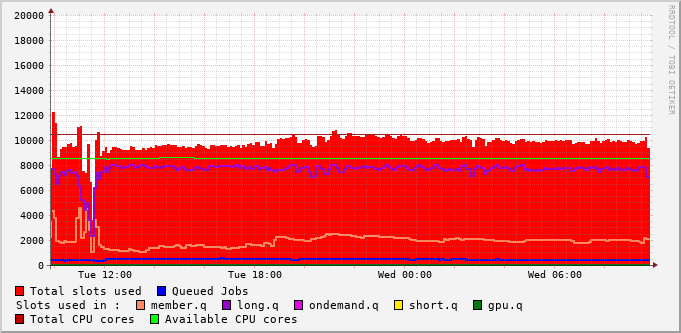 RRDTOOL / TOBI OETIKER
20000
18000
16000
14000
12000
10000
8000
6000
4000
2000
0
Tue 12:00 Tue 18:00 Wed 00:00 Wed 06:00
Total slots used Queued Jobs
Slots used in : member.q long.q ondemand.q short.q gpu.q
Total CPU cores Available CPU cores